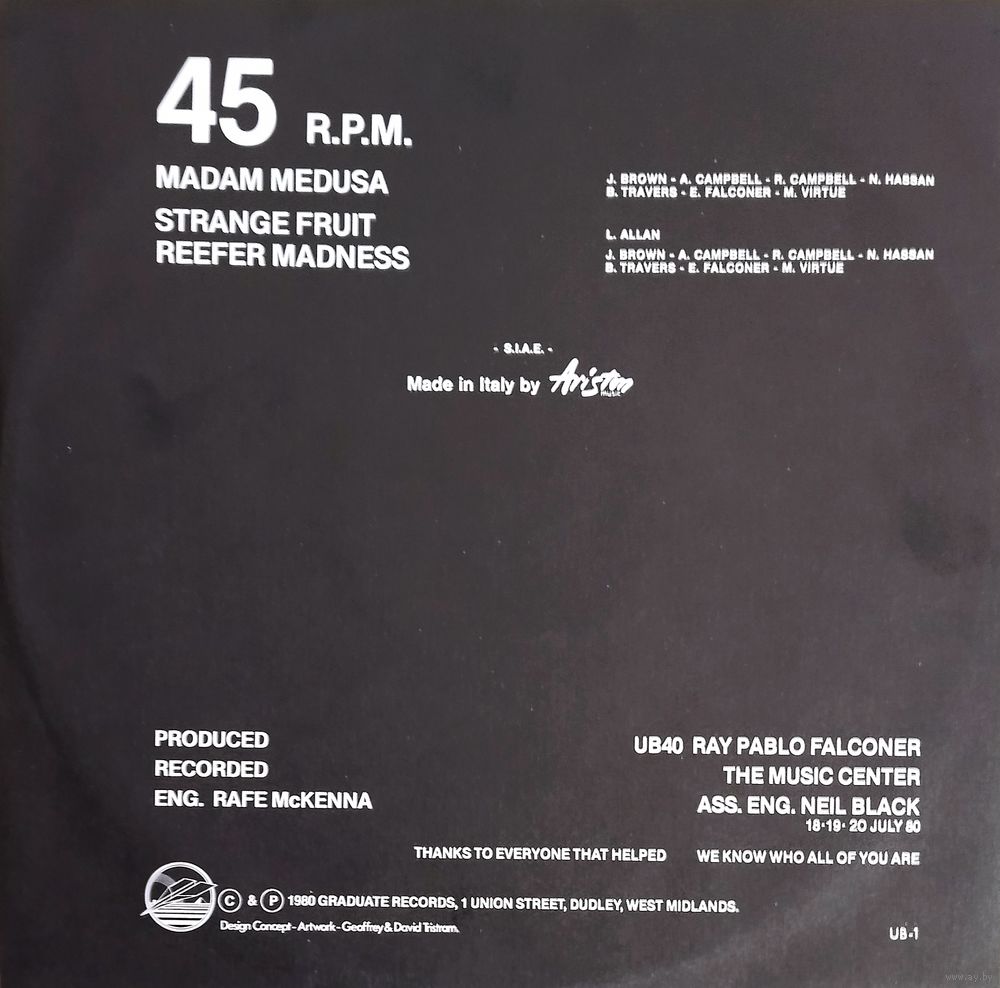 45 R.P.M.
MADAM MEDUSA
J. BROWN - A. CAMPBELL - R. CAMPBELL - N. HASSAN
B. TRAVERS - E. FALCONER - M. VIRTUE
STRANGE FRUIT
L. ALLAN
REEFER MADNESS
J. BROWN - A. CAMPBELL - R. CAMPBELL - N. HASSAN
B. TRAVERS - E. FALCONER - M. VIRTUE
- S.I.A.E. -
Made in Italy by Ariston music
PRODUCED UB40 RAY PABLO FALCONER
RECORDED THE MUSIC CENTER
ENG. RAFE McKENNA ASS. ENG. NEIL BLACK
18·19· 20 JULY 80
THANKS TO EVERYONE THAT HELPED WE KNOW WHO ALL OF YOU ARE
© & ℗ 1980 GRADUATE RECORDS, 1 UNION STREET, DUDLEY, WEST MIDLANDS.
Design Concept - Artwork - Geoffrey & David Tristram.
UB-1
www.ay.by